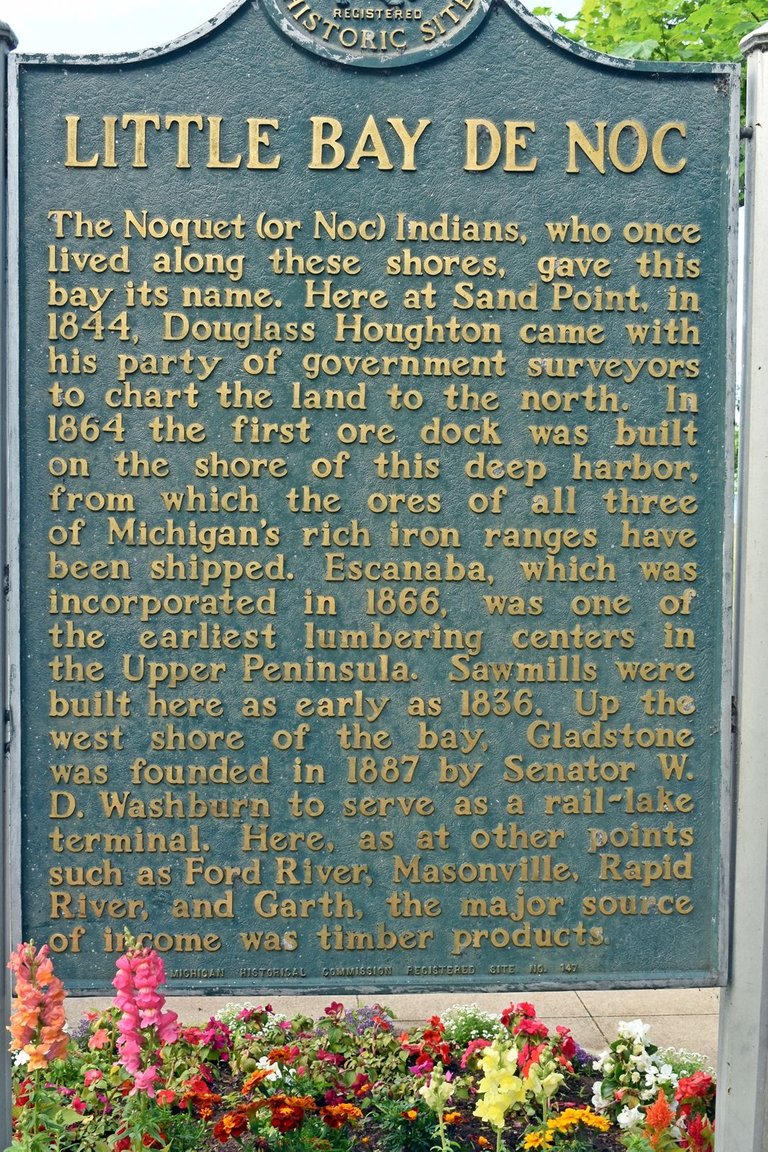 REGISTERED
HISTORIC SITE
LITTLE BAY DE NOC
The Noquet (or Noc) Indians, who once
lived along these shores, gave this
bay its name. Here at Sand Point, in
1844, Douglass Houghton came with
his party of government surveyors
to chart the land to the north. In
1864 the first ore dock was built
on the shore of this deep harbor,
from which the ores of all three
of Michigan's rich iron ranges have
been shipped. Escanaba, which was
incorporated in 1866, was one of
the earliest lumbering centers in
the Upper Peninsula. Sawmills were
built here as early as 1836. Up the
west shore of the bay, Gladstone
was founded in 1887 by Senator W.
D. Washburn to serve as a rail-lake
terminal. Here, as at other points
such as Ford River, Masonville, Rapid
River, and Garth, the major source
of income was timber products.
MICHIGAN HISTORICAL COMMISSION REGISTERED SITE NO. 147